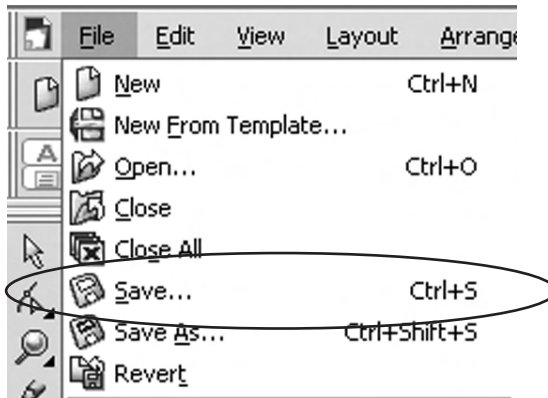 File Edit View Layout Arrange
New Ctrl+N
New From Template...
Open... Ctrl+O
Close
Close All
Save... Ctrl+S
Save As... Ctrl+Shift+S
Revert
A